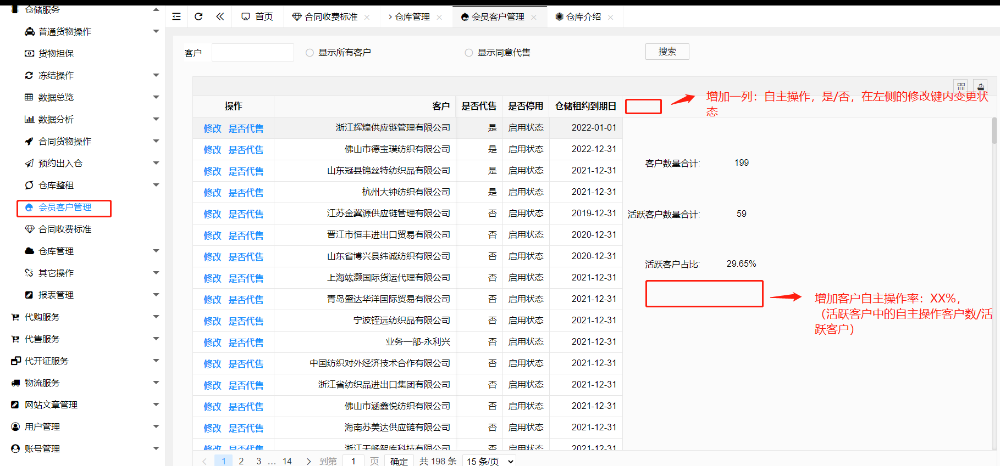 仓储服务
普通货物操作
货物担保
冻结操作
数据总览
数据分析
合同货物操作
预约出入仓
仓库整租
会员客户管理
合同收费标准
仓库管理
其它操作
报表管理
代购服务
代售服务
代开证服务
物流服务
网站文章管理
用户管理
账号管理
首页 合同收费标准 仓库管理 会员客户管理 仓库介绍
客户 显示所有客户 显示同意代售 搜索
增加一列：自主操作，是/否，在左侧的修改键内变更状
态
操作 客户 是否代售 是否停用 仓储租约到期日
修改 是否代售 浙江辉煌供应链管理有限公司 是 启用状态 2022-01-01
修改 是否代售 佛山市德宝璞纺织有限公司 是 启用状态 2022-12-31
修改 是否代售 山东冠县锦丝特纺织品有限公司 是 启用状态 2021-12-31
修改 是否代售 杭州大钟纺织有限公司 是 启用状态 2021-12-31
修改 是否代售 江苏金冀源供应链管理有限公司 否 启用状态 2019-12-31
修改 是否代售 晋江市恒丰进出口贸易有限公司 否 启用状态 2020-12-31
修改 是否代售 山东省博兴县纬诚纺织有限公司 否 启用状态 2020-12-31
修改 是否代售 上海竑灏国际货运代理有限公司 否 启用状态 2021-12-31
修改 是否代售 青岛盛达华洋国际贸易有限公司 否 启用状态 2021-12-31
修改 是否代售 宁波铚远纺织品有限公司 否 启用状态 2021-12-31
修改 是否代售 业务一部-永利兴 否 启用状态 2021-12-31
修改 是否代售 中国纺织对外经济技术合作有限公司 否 启用状态 2021-12-31
修改 是否代售 浙江省纺织品进出口集团有限公司 否 启用状态 2021-12-31
修改 是否代售 佛山市涵鑫悦纺织有限公司 否 启用状态 2021-12-31
修改 是否代售 海南苏美达供应链有限公司 否 启用状态 2021-12-31
修改 是否代售 浙江天畅智库科技有限公司 否 启用状态 2021-12-31
客户数量合计: 199
活跃客户数量合计: 59
活跃客户占比: 29.65%
增加客户自主操作率：XX%，
（活跃客户中的自主操作客户数/活
跃客户）
1 2 3 … 14 到第 1 页 确定 共 198 条 15 条/页